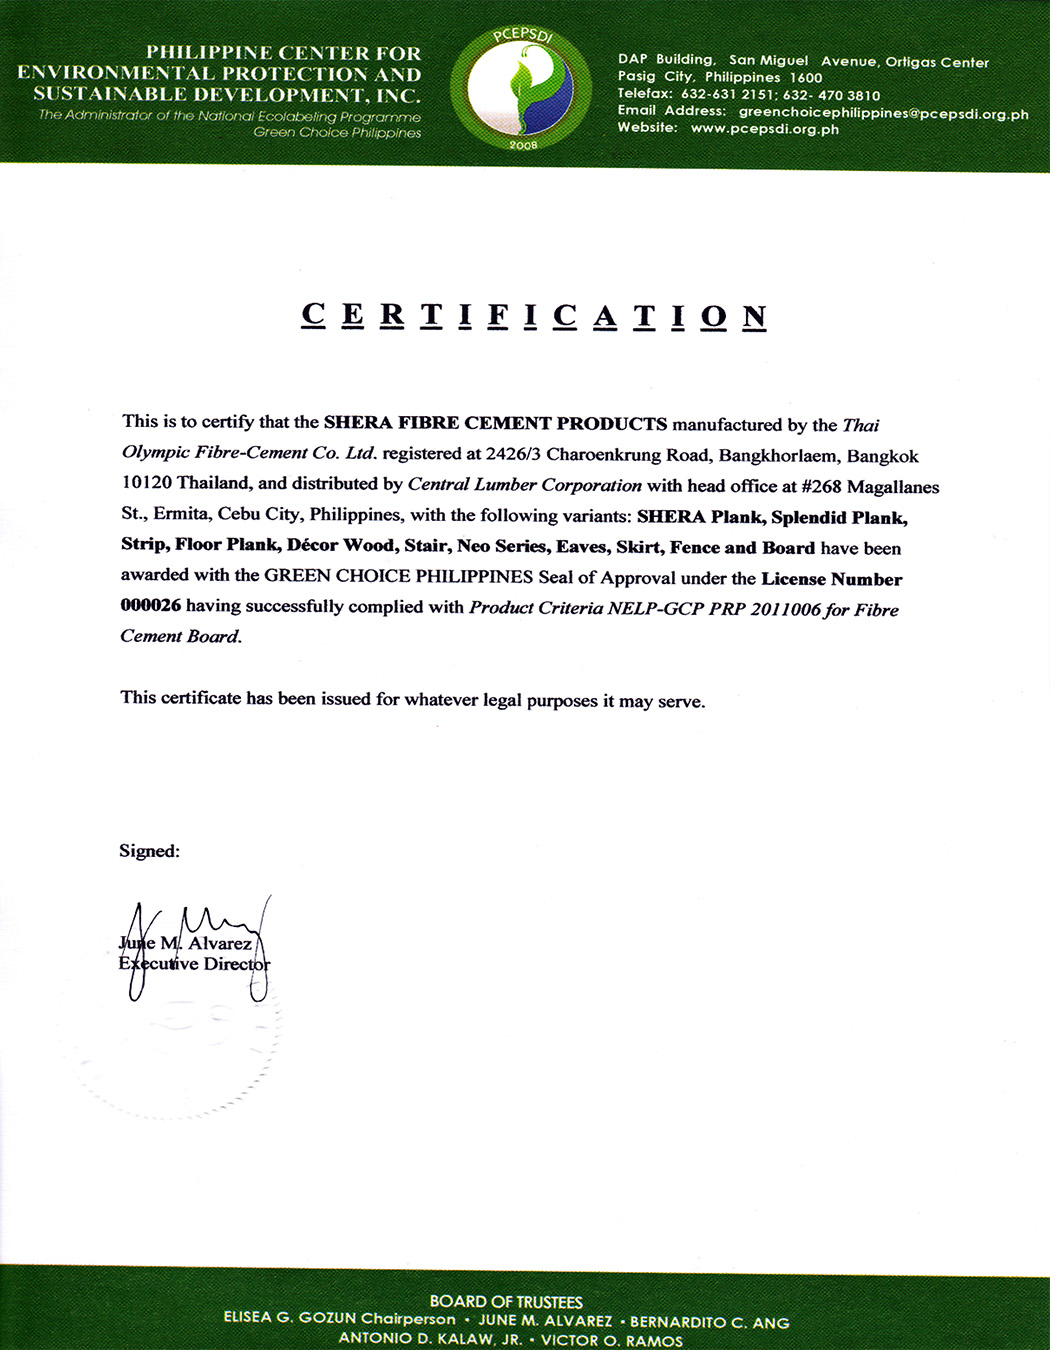 PHILIPPINE CENTER FOR
ENVIRONMENTAL PROTECTION AND
SUSTAINABLE DEVELOPMENT, INC.
The Administrator of the National Ecolabeling Programme
Green Choice Philippines
PCEPSDI
2008
DAP Building, San Miguel Avenue, Ortigas Center
Pasig City, Philippines 1600
Telefax: 632-631 2151; 632- 470 3810
Email Address: greenchoicephilippines@pcepsdi.org.ph
Website: www.pcepsdi.org.ph
C E R T I F I C A T I O N
This is to certify that the SHERA FIBRE CEMENT PRODUCTS manufactured by the Thai
Olympic Fibre-Cement Co. Ltd. registered at 2426/3 Charoenkrung Road, Bangkhorlaem, Bangkok
10120 Thailand, and distributed by Central Lumber Corporation with head office at #268 Magallanes
St., Ermita, Cebu City, Philippines, with the following variants: SHERA Plank, Splendid Plank,
Strip, Floor Plank, Décor Wood, Stair, Neo Series, Eaves, Skirt, Fence and Board have been
awarded with the GREEN CHOICE PHILIPPINES Seal of Approval under the License Number
000026 having successfully complied with Product Criteria NELP-GCP PRP 2011006 for Fibre
Cement Board.
This certificate has been issued for whatever legal purposes it may serve.
Signed:
June M. Alvarez
Executive Director
BOARD OF TRUSTEES
ELISEA G. GOZUN Chairperson • JUNE M. ALVAREZ • BERNARDITO C. ANG
ANTONIO D. KALAW, JR. • VICTOR O. RAMOS